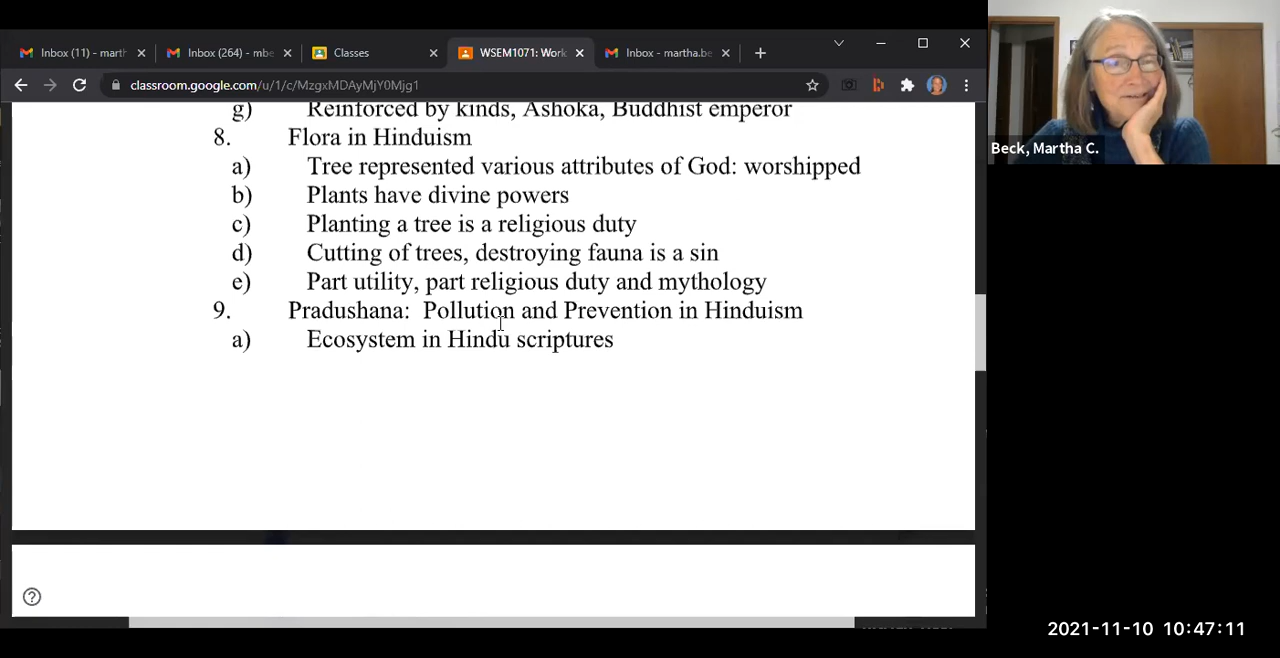 Inbox (11) - mart
Inbox (264) - mbe
Classes
WSEM1071: Work
Inbox - martha.be
classroom.google.com/u/1/c/MzgxMDAyMjY0Mjg1
g) Reinforced by kinds, Ashoka, Buddhist emperor
8. Flora in Hinduism
a) Tree represented various attributes of God: worshipped
b) Plants have divine powers
c) Planting a tree is a religious duty
d) Cutting of trees, destroying fauna is a sin
e) Part utility, part religious duty and mythology
9. Pradushana: Pollution and Prevention in Hinduism
a) Ecosystem in Hindu scriptures
Beck, Martha C.
2021-11-10 10:47:11